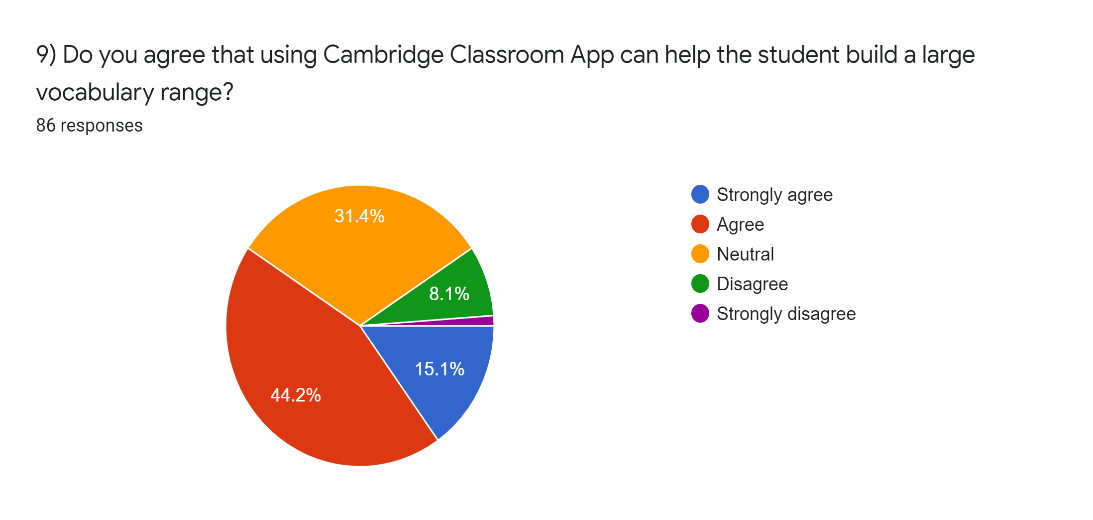 9) Do you agree that using Cambridge Classroom App can help the student build a large
vocabulary range?
86 responses
31.4%
8.1%
15.1%
44.2%
Strongly agree
Agree
Neutral
Disagree
Strongly disagree